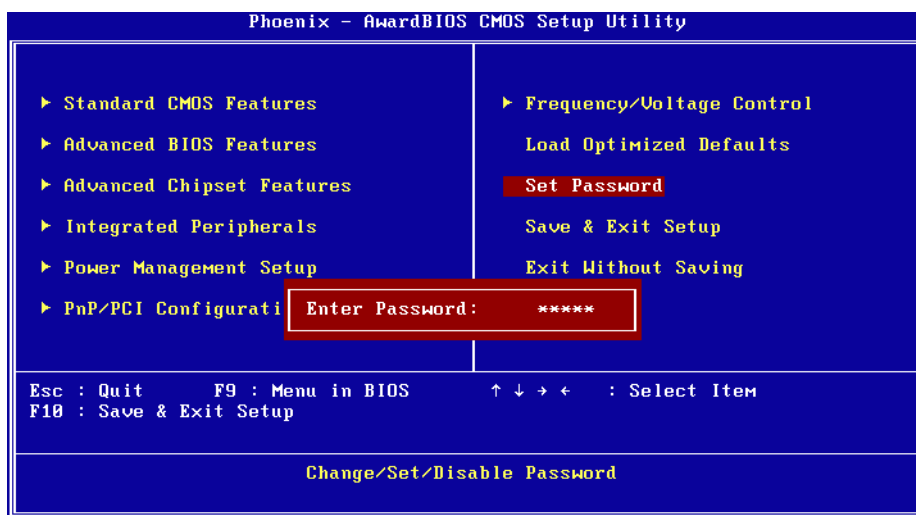 Phoenix - AwardBIOS CMOS Setup Utility
► Standard CMOS Features
► Advanced BIOS Features
► Advanced Chipset Features
► Integrated Peripherals
► Power Management Setup
► PnP/PCI Configurati
► Frequency/Voltage Control
Load Optimized Defaults
Set Password
Save & Exit Setup
Exit Without Saving
Enter Password: *****
Esc : Quit F9 : Menu in BIOS ↑ ↓ → ← : Select Item
F10 : Save & Exit Setup
Change/Set/Disable Password